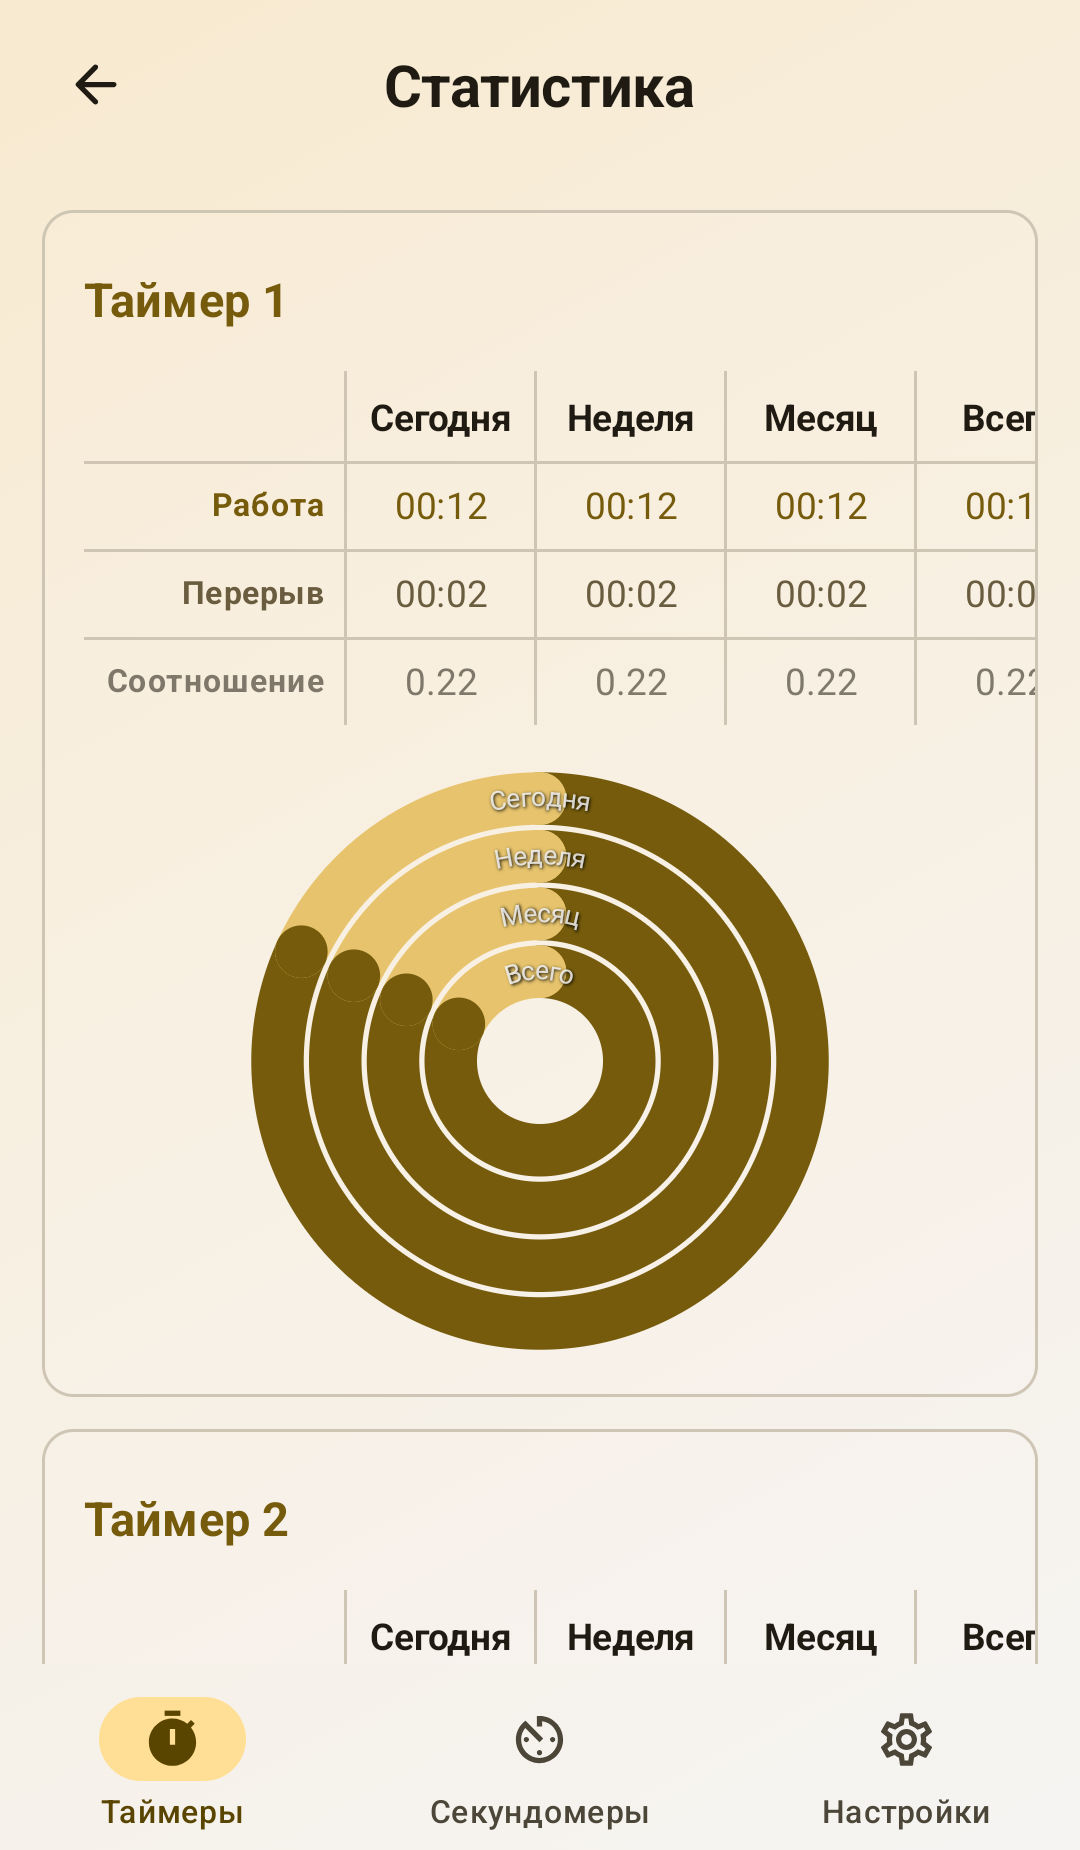 Статистика
Таймер 1
Сегодня Неделя Месяц
Работа 00:12 00:12 00:12
Перерыв 00:02 00:02 00:02
Соотношение 0.22 0.22 0.22
Сегодня
Неделя
Месяц
Всего
Таймер 2
Сегодня Неделя Месяц
Таймеры Секундомеры Настройки